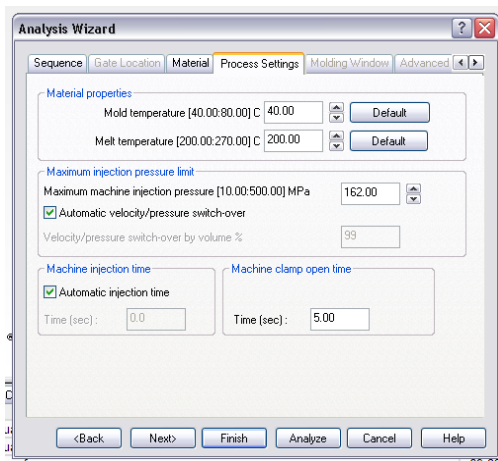 Analysis Wizard
Sequence Gate Location Material Process Settings Molding Window Advanced
Material properties
Mold temperature [40.00:80.00] C 40.00 Default
Melt temperature [200.00:270.00] C 200.00 Default
Maximum injection pressure limit
Maximum machine injection pressure [10.00:500.00] MPa 162.00
Automatic velocity/pressure switch-over
Velocity/pressure switch-over by volume % 99
Machine injection time Machine clamp open time
Automatic injection time
Time (sec) : 0.0 Time (sec) : 5.00
<Back Next> Finish Analyze Cancel Help